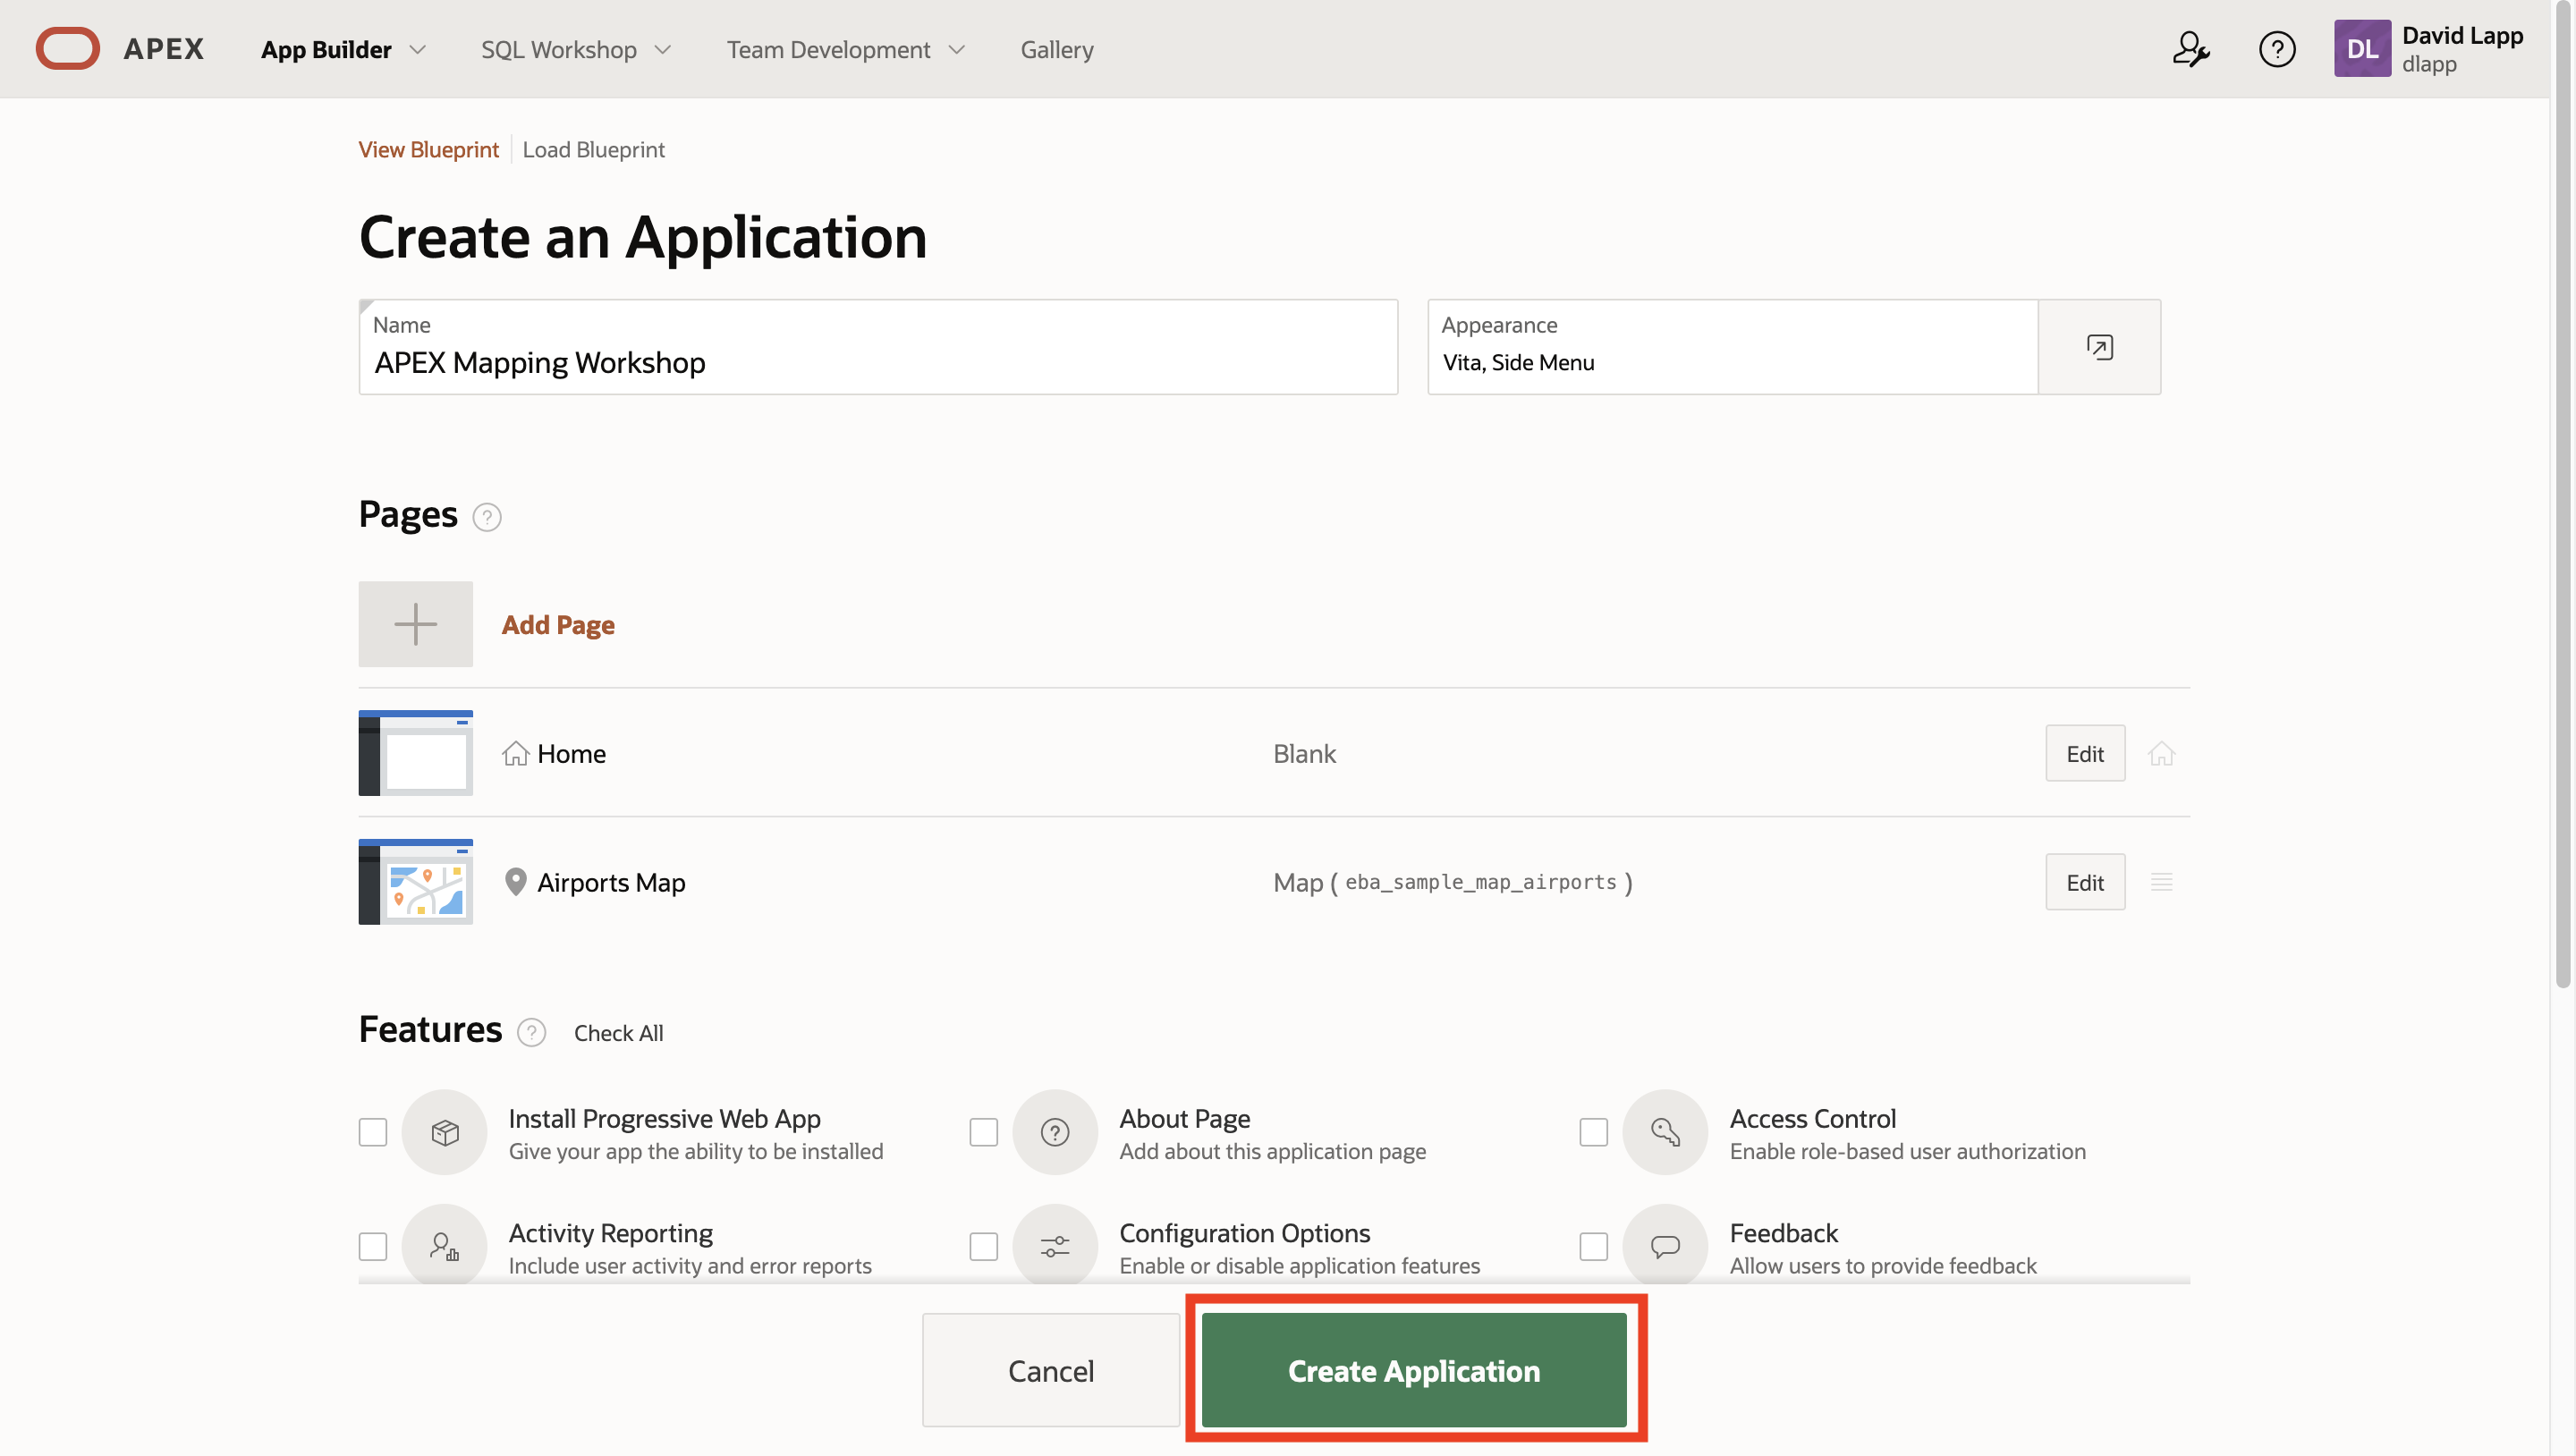 APEX App Builder SQL Workshop Team Development Gallery DL David Lapp
dlapp
View Blueprint Load Blueprint
Create an Application
Name
APEX Mapping Workshop
Appearance
Vita, Side Menu
Pages ?
Add Page
Home Blank Edit
Airports Map Map ( eba_sample_map_airports ) Edit
Features ? Check All
Install Progressive Web App
Give your app the ability to be installed
About Page
Add about this application page
Access Control
Enable role-based user authorization
Activity Reporting
Include user activity and error reports
Configuration Options
Enable or disable application features
Feedback
Allow users to provide feedback
Cancel Create Application